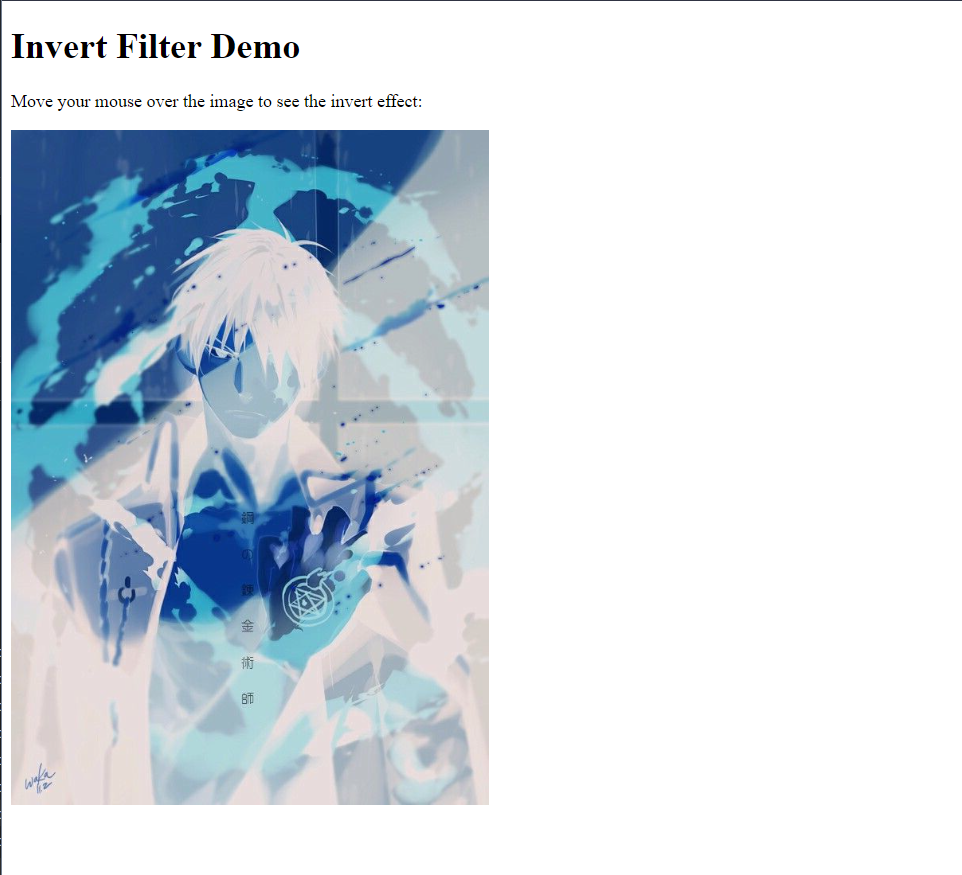 Invert Filter Demo
Move your mouse over the image to see the invert effect:
鋼
の
錬
金
術
師
waka